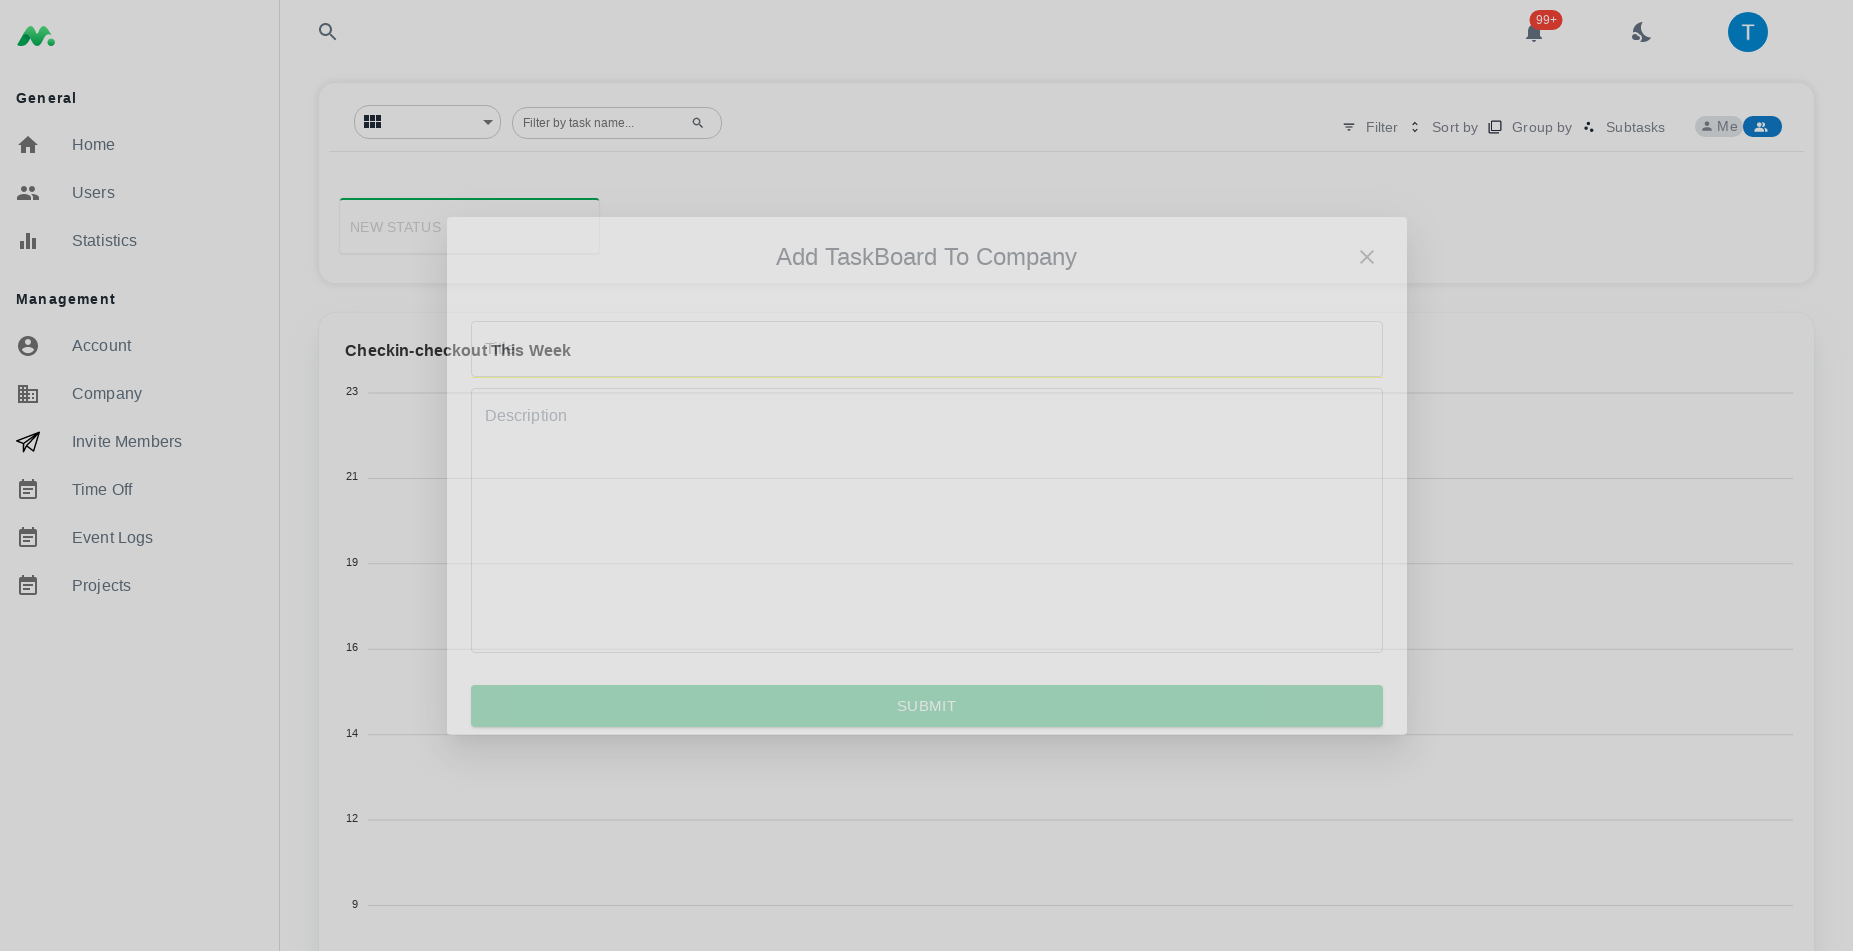 99+
T
General
Home
Users
Statistics
Management
Account
Company
Invite Members
Time Off
Event Logs
Projects
Filter by task name...
Filter
Sort by
Group by
Subtasks
Me
NEW STATUS
Add TaskBoard To Company
Checkin-checkout This Week
Title
Description
SUBMIT
23
21
19
16
14
12
9